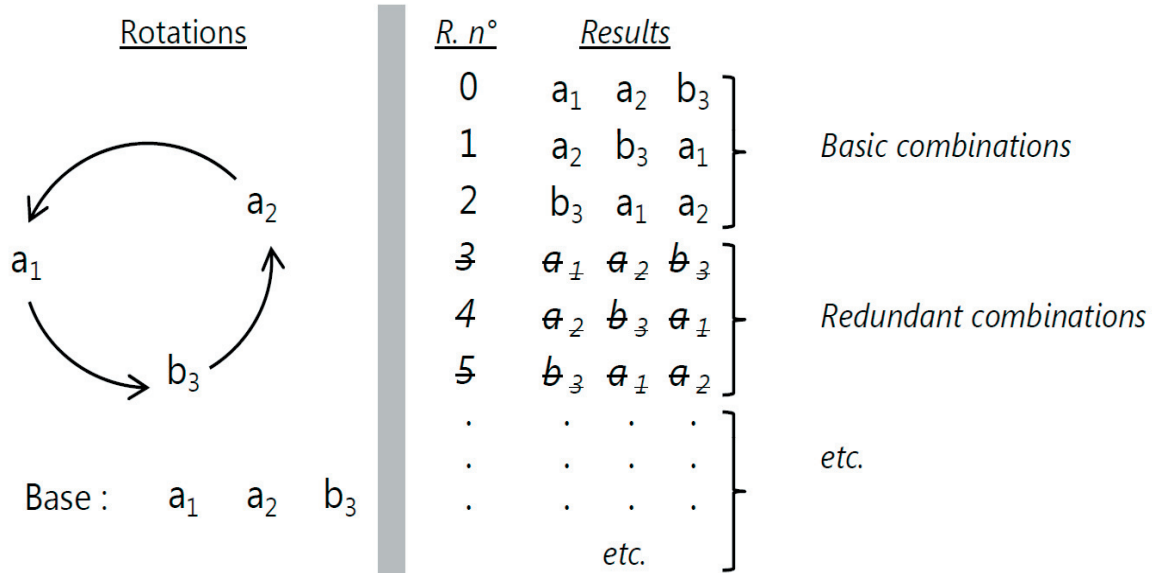 Rotations
a₂
a₁
b₃
Base : a₁ a₂ b₃
R. n° Results
0 a₁ a₂ b₃
1 a₂ b₃ a₁
2 b₃ a₁ a₂
Basic combinations
3 a₁ a₂ b₃
4 a₂ b₃ a₁
5 b₃ a₁ a₂
Redundant combinations
. . . .
. . . .
. . . .
etc.
etc.